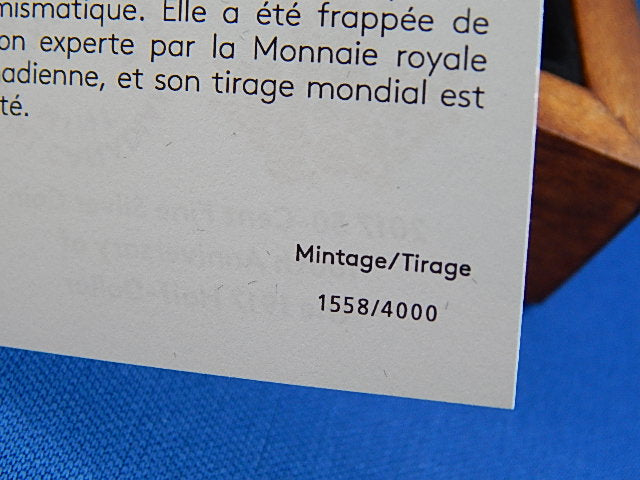 mismatique. Elle a été frappée de
on experte par la Monnaie royale
adienne, et son tirage mondial est
té.
Mintage/Tirage
1558/4000